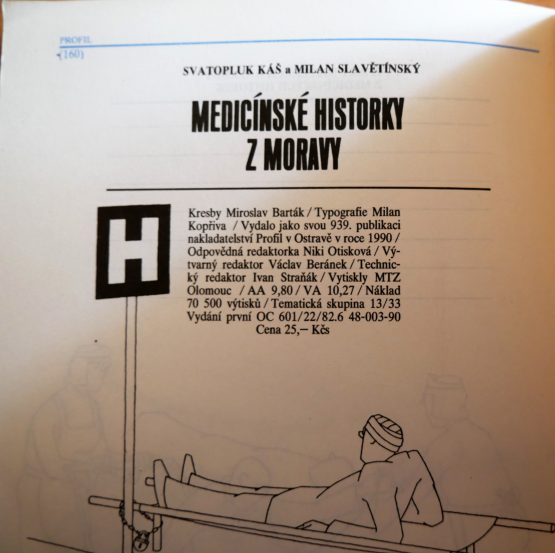 PROFIL
(160)
SVATOPLUK KÁŠ a MILAN SLAVĚTÍNSKÝ
MEDICÍNSKÉ HISTORKY
Z MORAVY
H
Kresby Miroslav Barták / Typografie Milan
Kopřiva / Vydalo jako svou 939. publikaci
nakladatelství Profil v Ostravě v roce 1990 /
Odpovědná redaktorka Niki Otisková / Vý-
tvarný redaktor Václav Beránek / Technic-
ký redaktor Ivan Straňák / Vytiskly MTZ
Olomouc / AA 9,80 / VA 10,27 / Náklad
70 500 výtisků / Tematická skupina 13/33
Vydání první OC 601/22/82.6 48-003-90
Cena 25,— Kčs